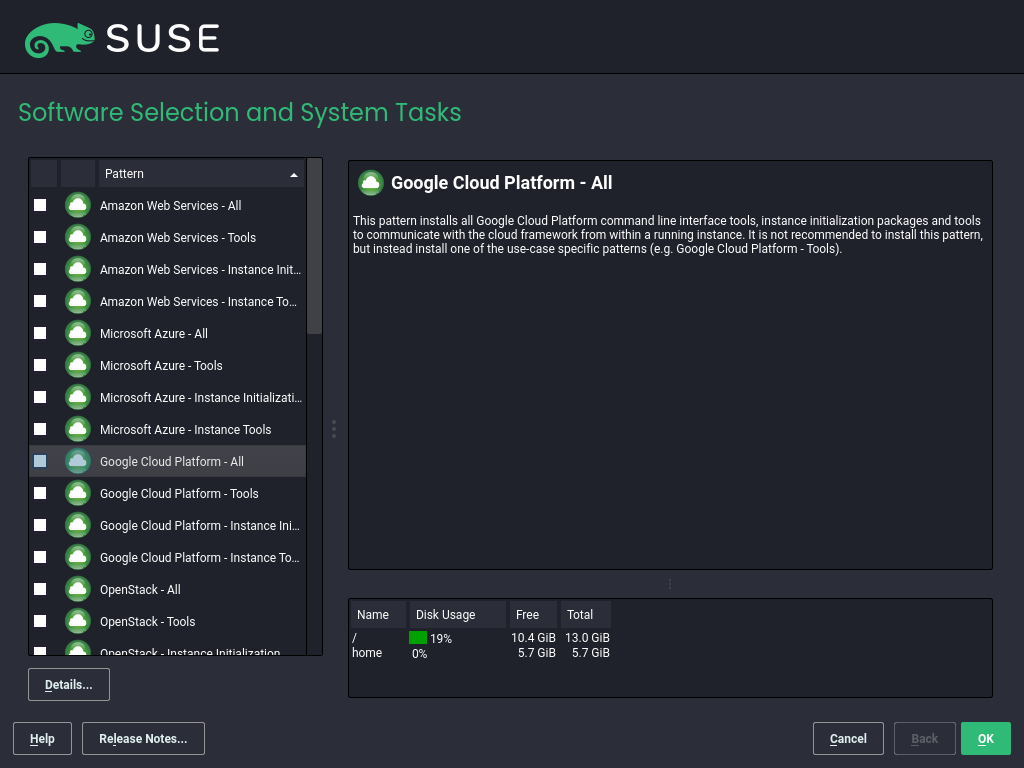 SUSE
Software Selection and System Tasks
Pattern
Amazon Web Services - All
Amazon Web Services - Tools
Amazon Web Services - Instance Init...
Amazon Web Services - Instance To...
Microsoft Azure - All
Microsoft Azure - Tools
Microsoft Azure - Instance Initializati...
Microsoft Azure - Instance Tools
Google Cloud Platform - All
Google Cloud Platform - Tools
Google Cloud Platform - Instance Ini...
Google Cloud Platform - Instance To...
OpenStack - All
OpenStack - Tools
OpenStack - Instance Initialization
Details...
Google Cloud Platform - All
This pattern installs all Google Cloud Platform command line interface tools, instance initialization packages and tools
to communicate with the cloud framework from within a running instance. It is not recommended to install this pattern,
but instead install one of the use-case specific patterns (e.g. Google Cloud Platform - Tools).
Name Disk Usage Free Total
/ 19% 10.4 GiB 13.0 GiB
home 0% 5.7 GiB 5.7 GiB
Help Release Notes... Cancel Back OK